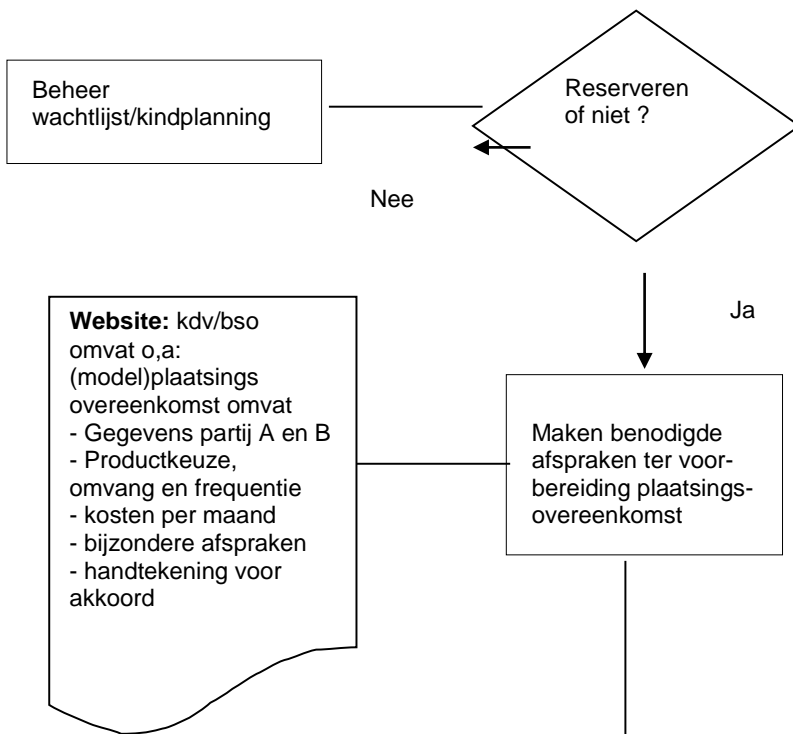 Beheer
wachtlijst/kindplanning
Reserveren
of niet ?
Nee
Ja
Website: kdv/bso
omvat o,a:
(model)plaatsings
overeenkomst omvat
- Gegevens partij A en B
- Productkeuze,
omvang en frequentie
- kosten per maand
- bijzondere afspraken
- handtekening voor
akkoord
Maken benodigde
afspraken ter voor-
bereiding plaatsings-
overeenkomst